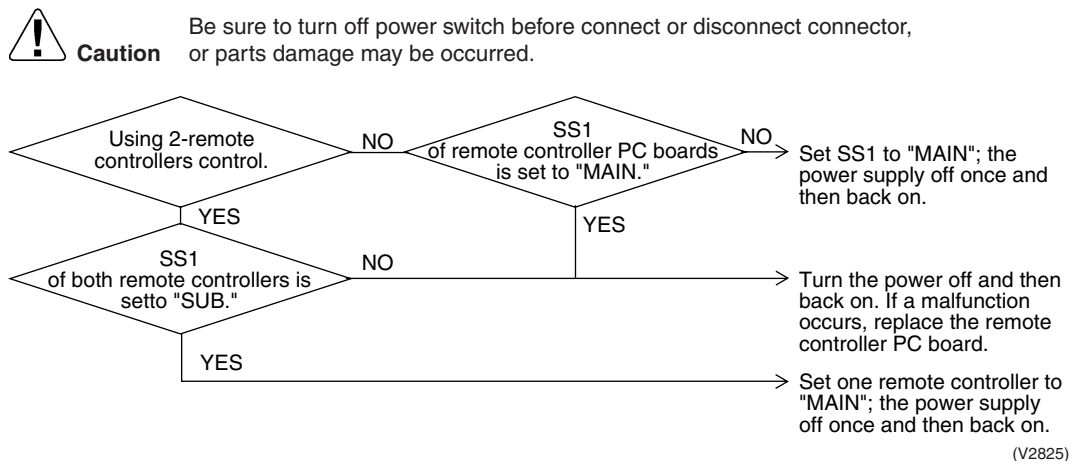 Be sure to turn off power switch before connect or disconnect connector,
Caution or parts damage may be occurred.
Using 2-remote
controllers control.
NO
SS1
of remote controller PC boards
is set to "MAIN."
NO
Set SS1 to "MAIN"; the
power supply off once and
then back on.
YES
YES
SS1
of both remote controllers is
setto "SUB."
NO
Turn the power off and then
back on. If a malfunction
occurs, replace the remote
controller PC board.
YES
Set one remote controller to
"MAIN"; the power supply
off once and then back on.
(V2825)